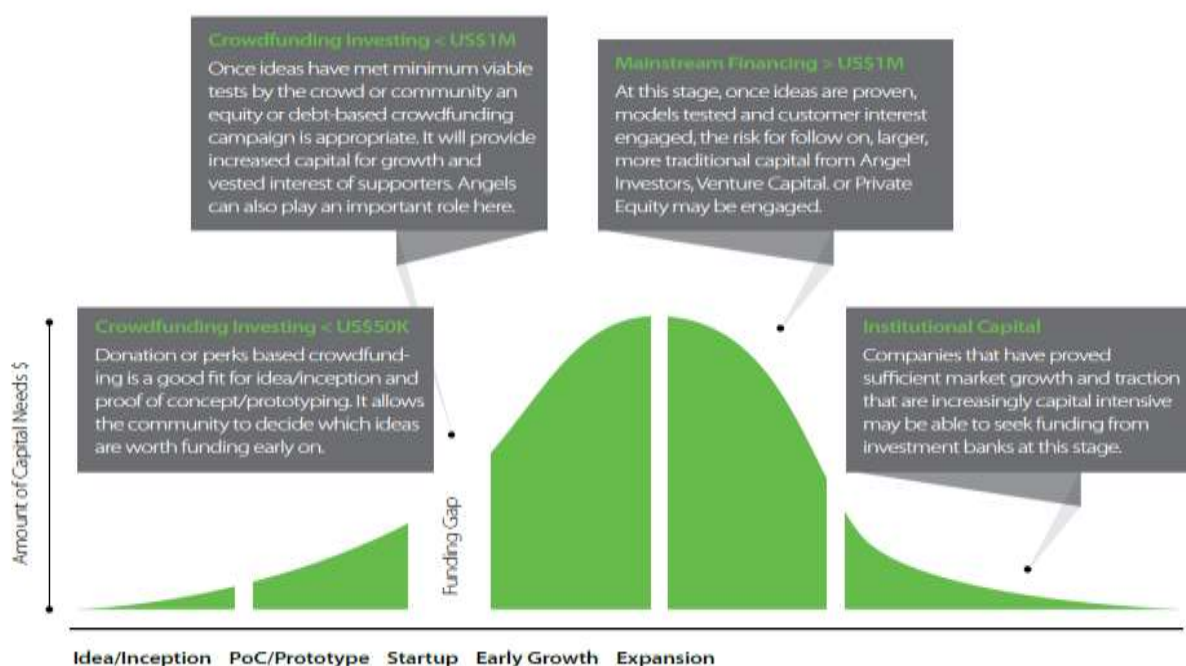 Crowdfunding Investing < US$1M
Once ideas have met minimum viable
tests by the crowd or community an
equity or debt-based crowdfunding
campaign is appropriate. It will provide
increased capital for growth and
vested interest of supporters. Angels
can also play an important role here.
Mainstream Financing > US$1M
At this stage, once ideas are proven,
models tested and customer interest
engaged, the risk for follow on, larger,
more traditional capital from Angel
Investors, Venture Capital. or Private
Equity may be engaged.
Crowdfunding Investing < US$50K
Donation or perks based crowdfund-
ing is a good fit for idea/inception and
proof of concept/prototyping. It allows
the community to decide which ideas
are worth funding early on.
Institutional Capital
Companies that have proved
sufficient market growth and traction
that are increasingly capital intensive
may be able to seek funding from
investment banks at this stage.
Amount of Capital Needs $
Funding Gap
Idea/Inception PoC/Prototype Startup Early Growth Expansion